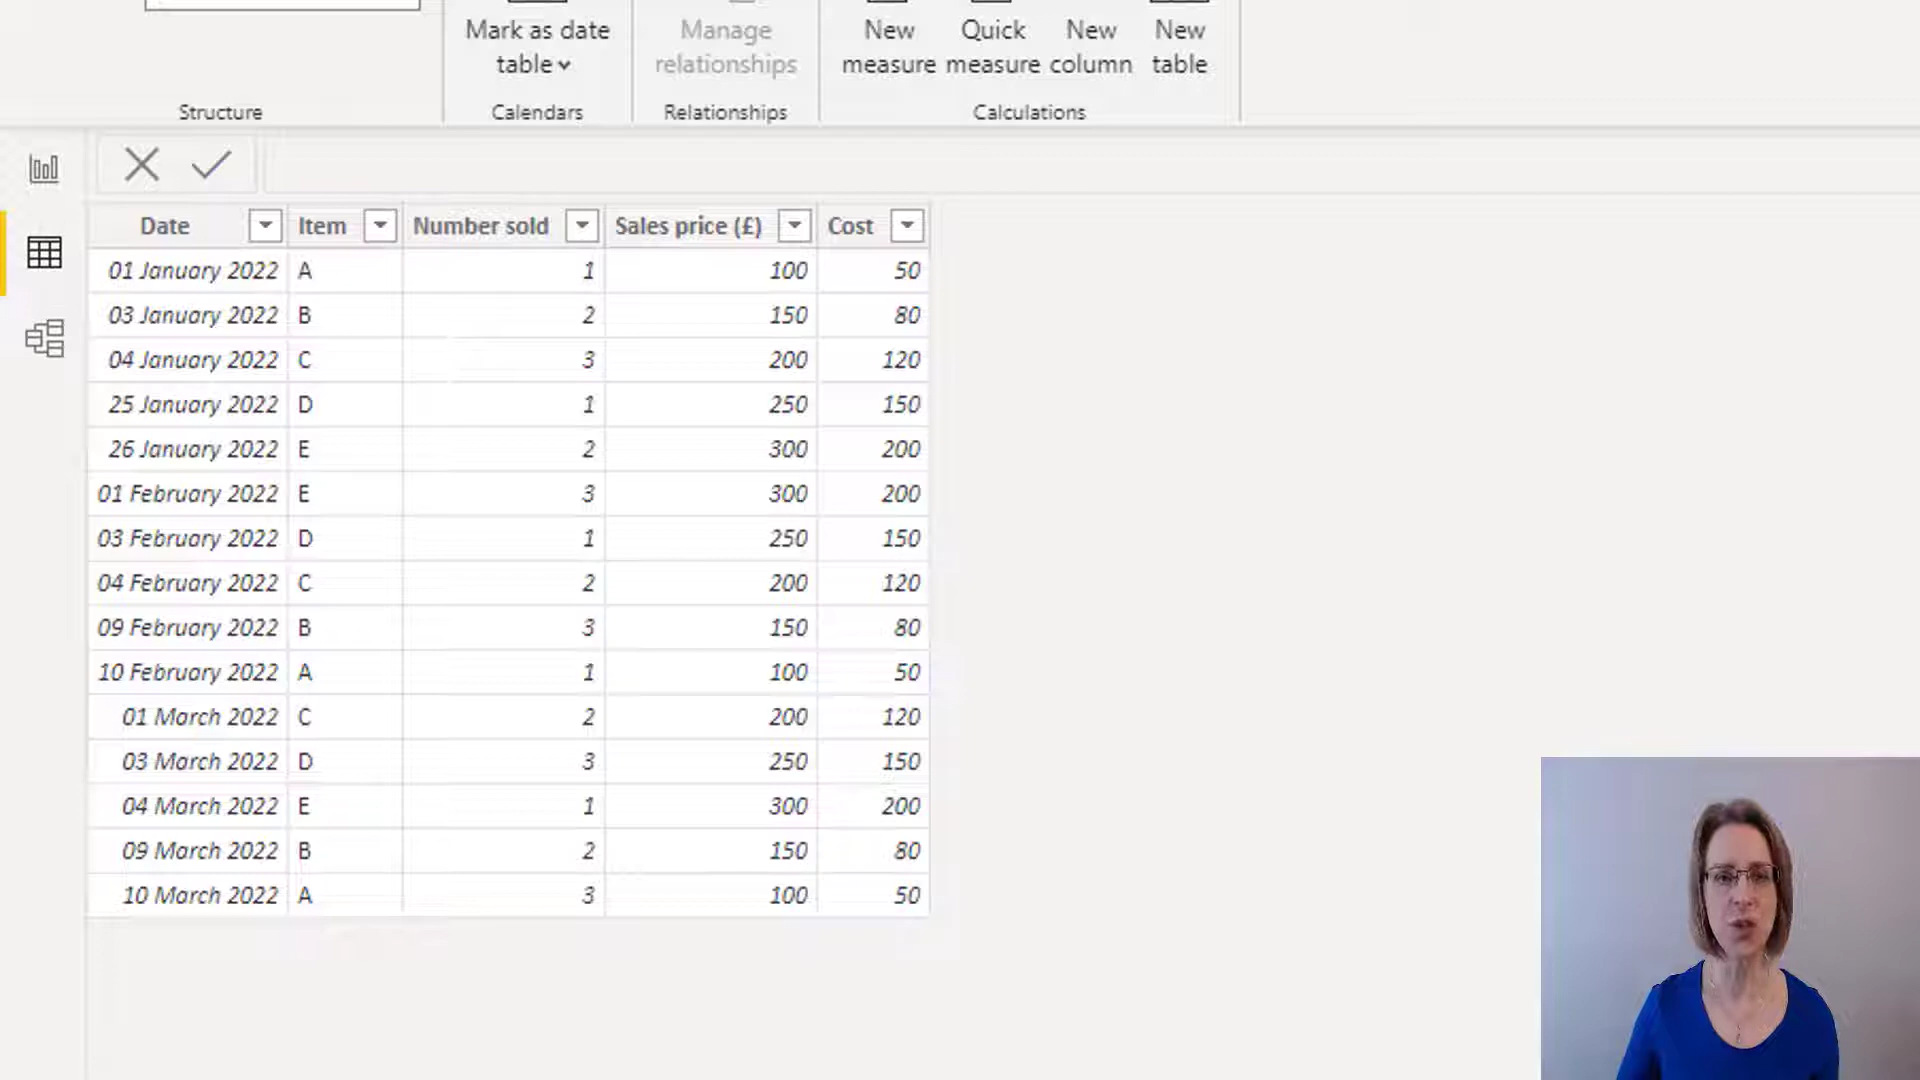 Mark as date table
Manage relationships
New measure
Quick measure
New column
New table
Structure
Calendars
Relationships
Calculations
Date Item Number sold Sales price (£) Cost
01 January 2022 A 1 100 50
03 January 2022 B 2 150 80
04 January 2022 C 3 200 120
25 January 2022 D 1 250 150
26 January 2022 E 2 300 200
01 February 2022 E 3 300 200
03 February 2022 D 1 250 150
04 February 2022 C 2 200 120
09 February 2022 B 3 150 80
10 February 2022 A 1 100 50
01 March 2022 C 2 200 120
03 March 2022 D 3 250 150
04 March 2022 E 1 300 200
09 March 2022 B 2 150 80
10 March 2022 A 3 100 50